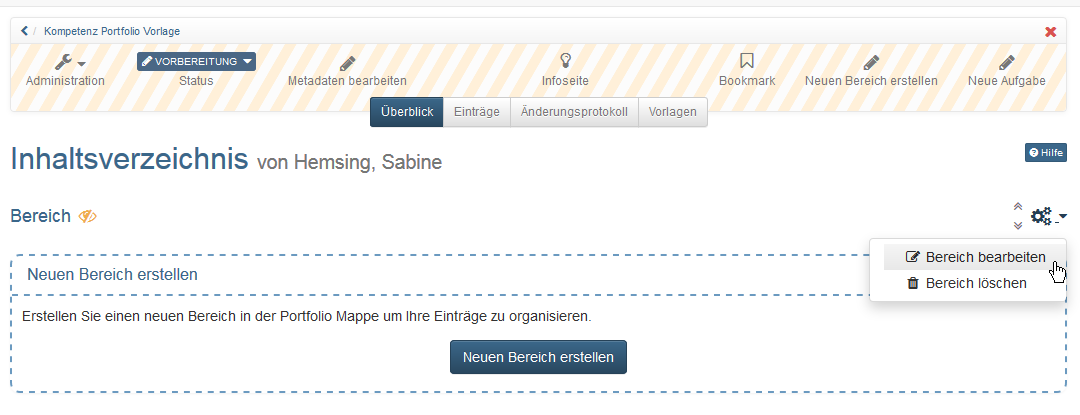 / Kompetenz Portfolio Vorlage
Administration
VORBEREITUNG
Status
Metadaten bearbeiten
Infoseite
Bookmark
Neuen Bereich erstellen
Neue Aufgabe
Überblick Einträge Änderungsprotokoll Vorlagen
Inhaltsverzeichnis von Hemsing, Sabine
Hilfe
Bereich
Bereich bearbeiten
Bereich löschen
Neuen Bereich erstellen
Erstellen Sie einen neuen Bereich in der Portfolio Mappe um Ihre Einträge zu organisieren.
Neuen Bereich erstellen